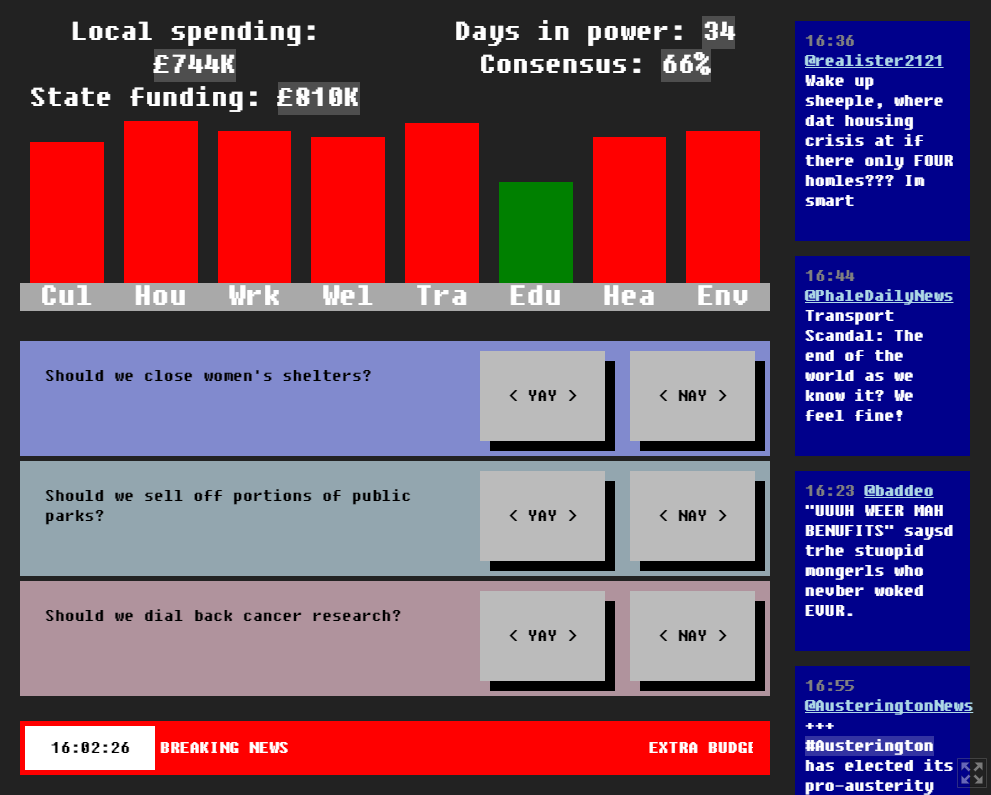 Local spending:
£744K
State funding: £810K
Days in power: 34
Consensus: 66%
Cul Hou Wrk Wel Tra Edu Hea Env
Should we close women's shelters?
< YAY > < NAY >
Should we sell off portions of public
parks?
< YAY > < NAY >
Should we dial back cancer research?
< YAY > < NAY >
16:02:26 BREAKING NEWS EXTRA BUDGE
16:36
@realister2121
Wake up
sheeple, where
dat housing
crisis at if
there only FOUR
homles??? Im
smart
16:44
@PhaleDailyNews
Transport
Scandal: The
end of the
world as we
know it? We
feel fine!
16:23 @baddeo
"UUUH WEER MAH
BENUFITS" saysd
trhe stuopid
mongerls who
nevber woked
EVUR.
16:55
@AusteringtonNews
+++
#Austerington
has elected its
pro-austerity